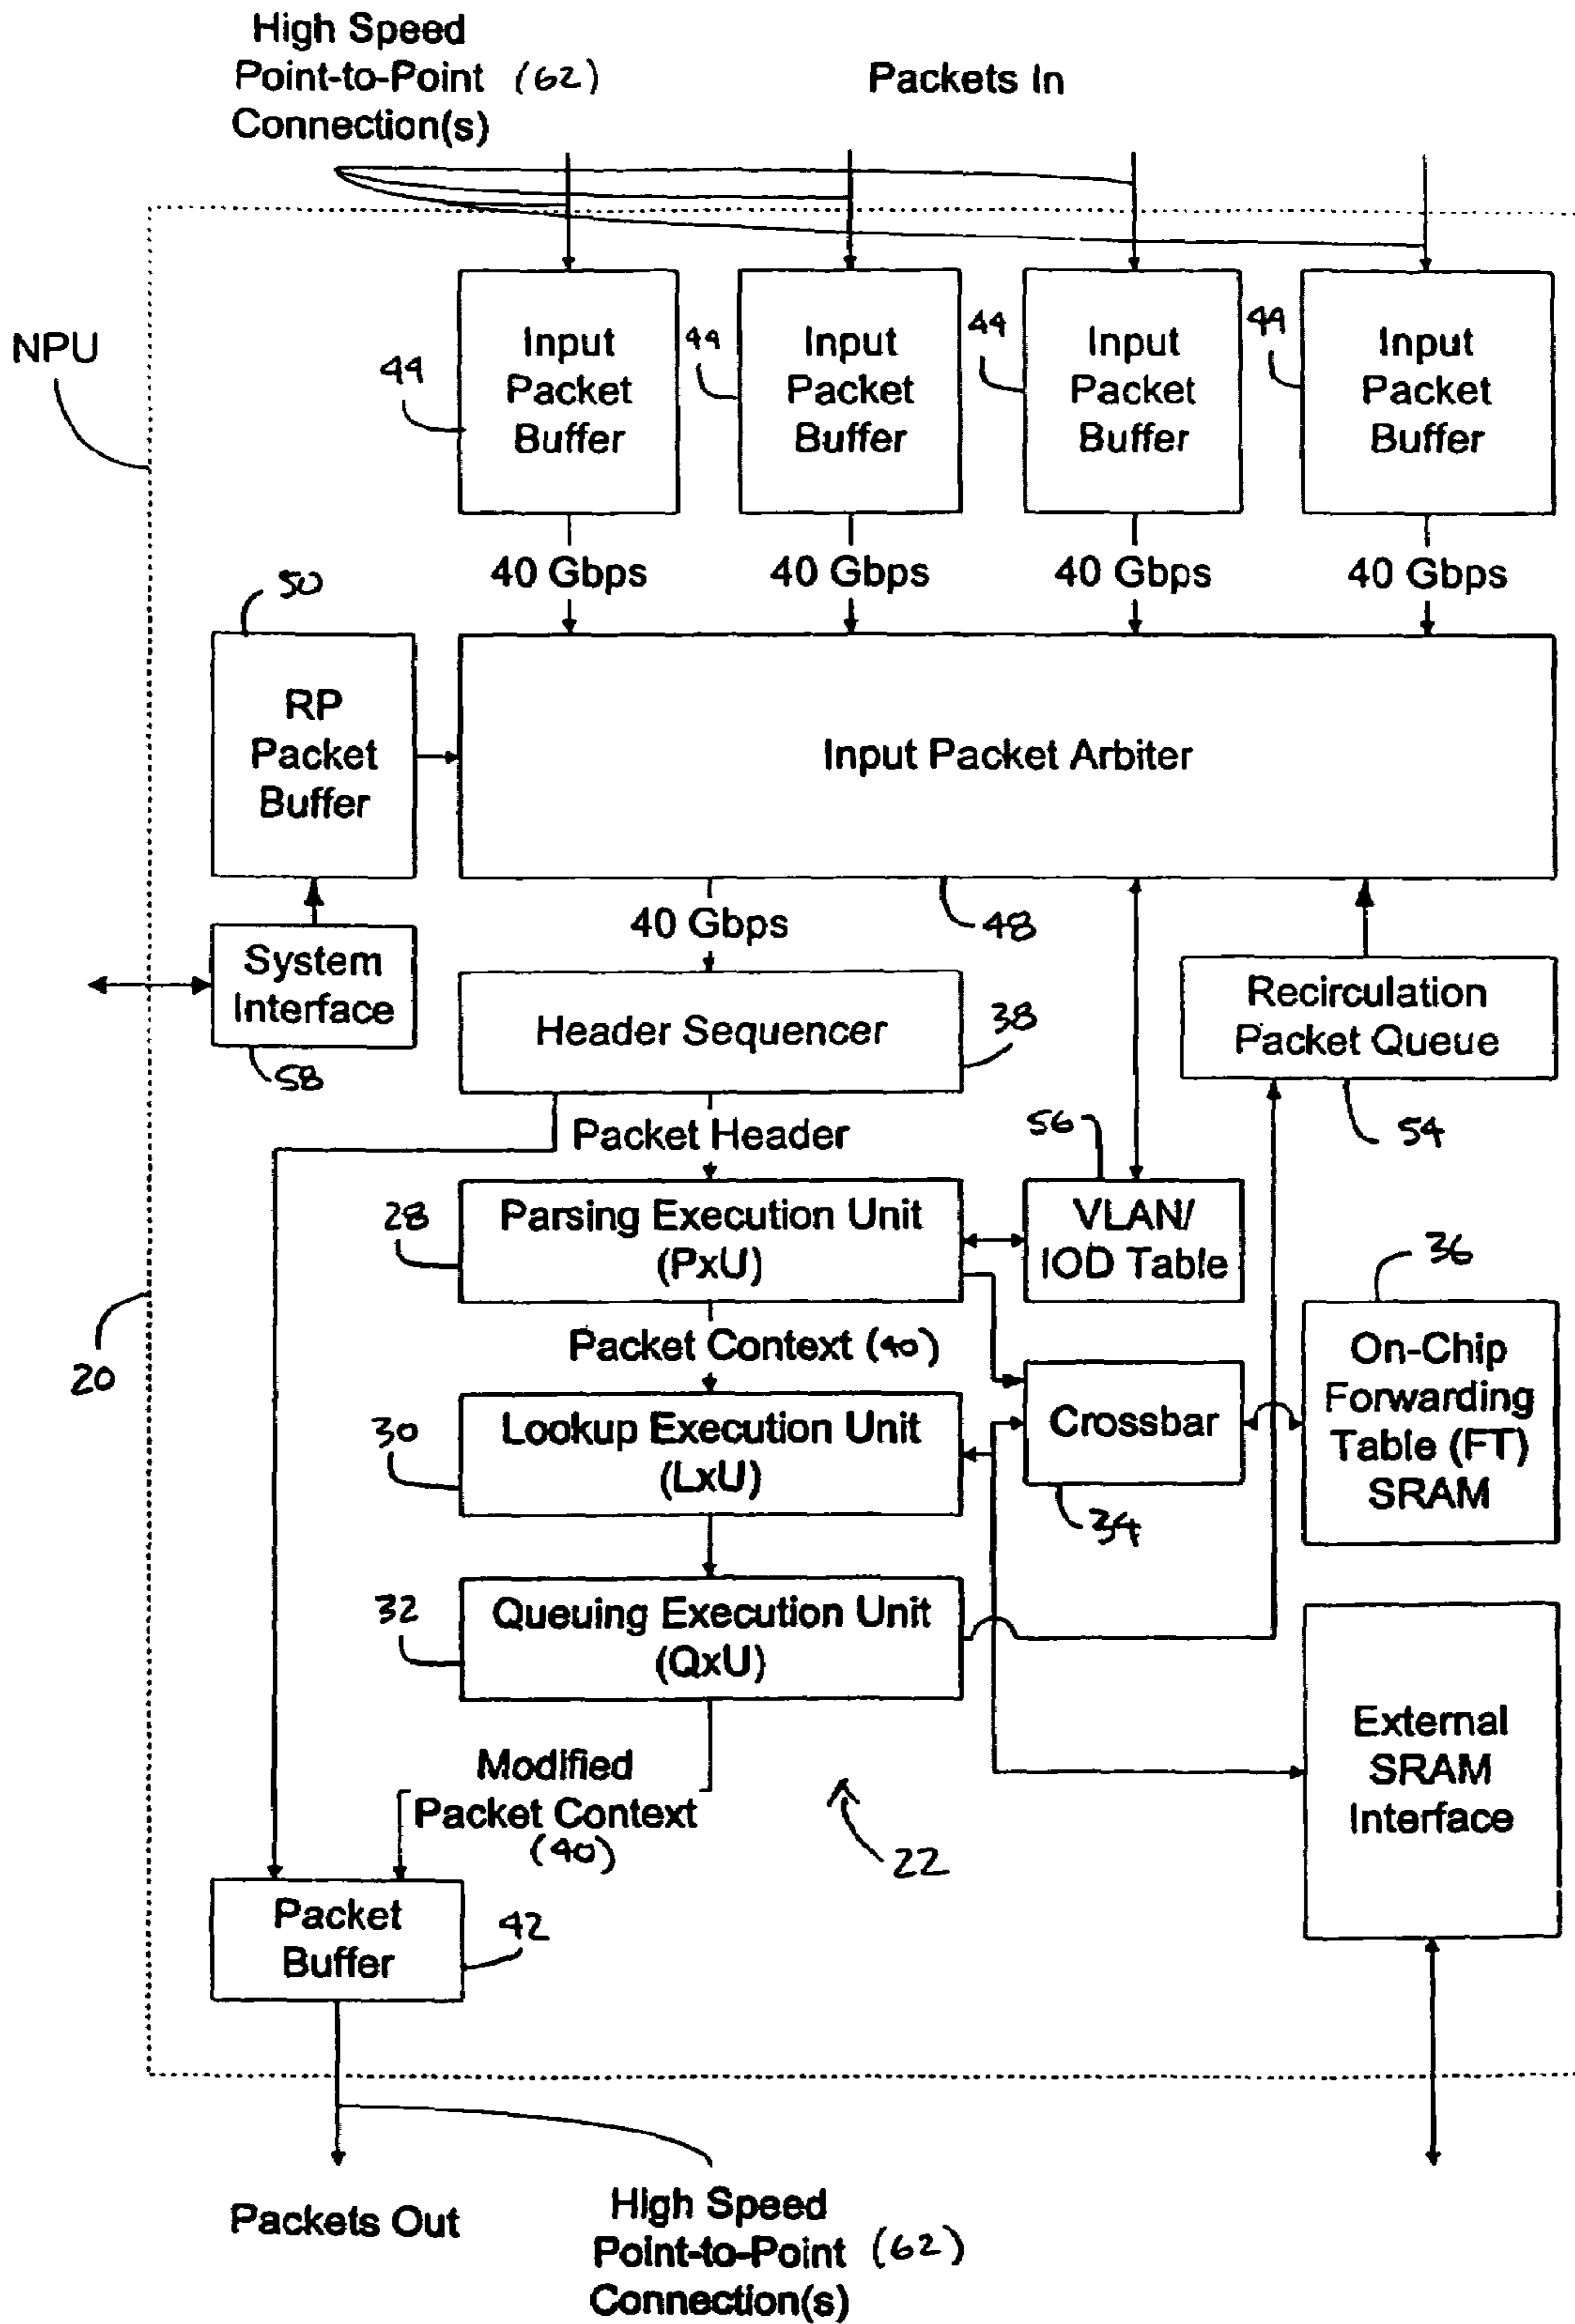 High Speed
Point-to-Point (62)
Connection(s)
Packets In
NPU
44
Input
Packet
Buffer
44
Input
Packet
Buffer
44
Input
Packet
Buffer
44
Input
Packet
Buffer
40 Gbps
40 Gbps
40 Gbps
40 Gbps
50
RP
Packet
Buffer
Input Packet Arbiter
40 Gbps
48
System
Interface
58
Header Sequencer
38
Recirculation
Packet Queue
54
Packet Header
56
28
Parsing Execution Unit
(PxU)
VLAN/
IOD Table
36
20
Packet Context (40)
On-Chip
Forwarding
Table (FT)
SRAM
30
Lookup Execution Unit
(LxU)
Crossbar
34
32
Queuing Execution Unit
(QxU)
External
SRAM
Interface
Modified
Packet Context
(40)
22
Packet
Buffer
42
Packets Out
High Speed
Point-to-Point (62)
Connection(s)